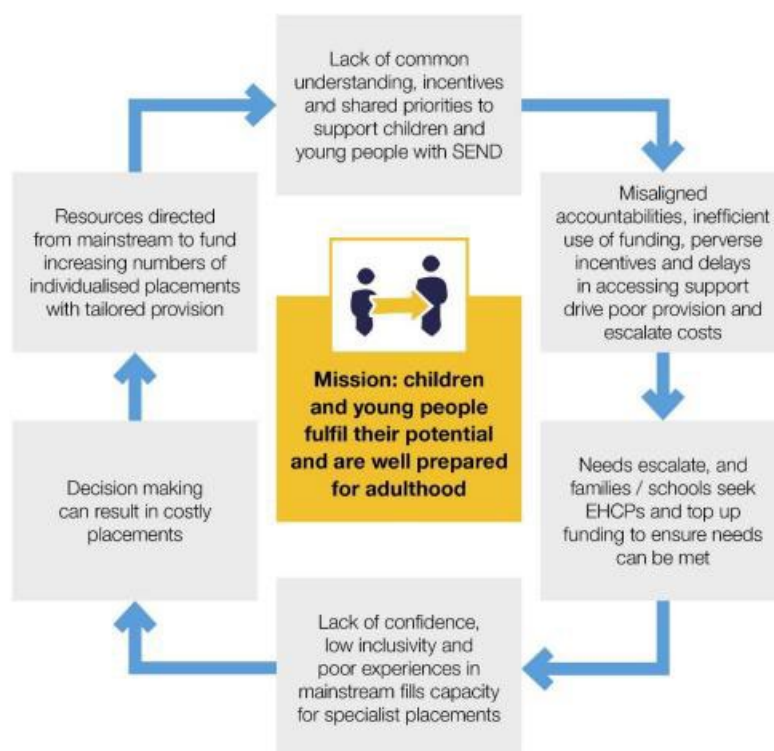 Lack of common
understanding, incentives
and shared priorities to
support children and
young people with SEND
Misaligned
accountabilities, inefficient
use of funding, perverse
incentives and delays
in accessing support
drive poor provision and
escalate costs
Needs escalate, and
families / schools seek
EHCPs and top up
funding to ensure needs
can be met
Lack of confidence,
low inclusivity and
poor experiences in
mainstream fills capacity
for specialist placements
Decision making
can result in costly
placements
Resources directed
from mainstream to fund
increasing numbers of
individualised placements
with tailored provision
Mission: children
and young people
fulfil their potential
and are well prepared
for adulthood